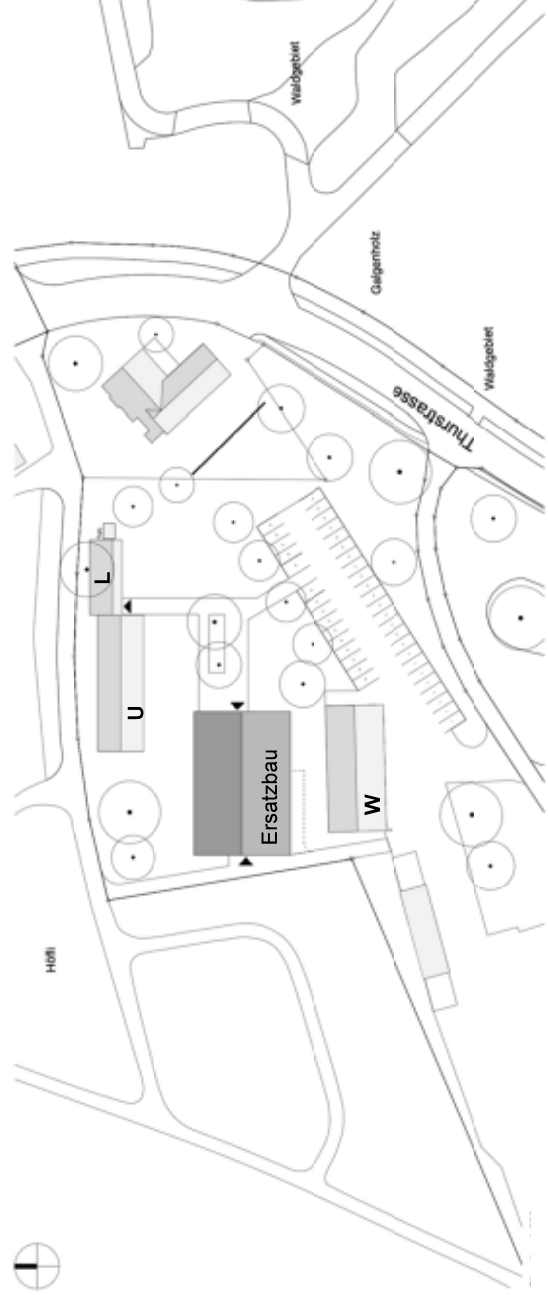 Waldgebiet
Galgenholz
Waldgebiet
Thurstrasse
L
U
Ersatzbau
W
Höfli